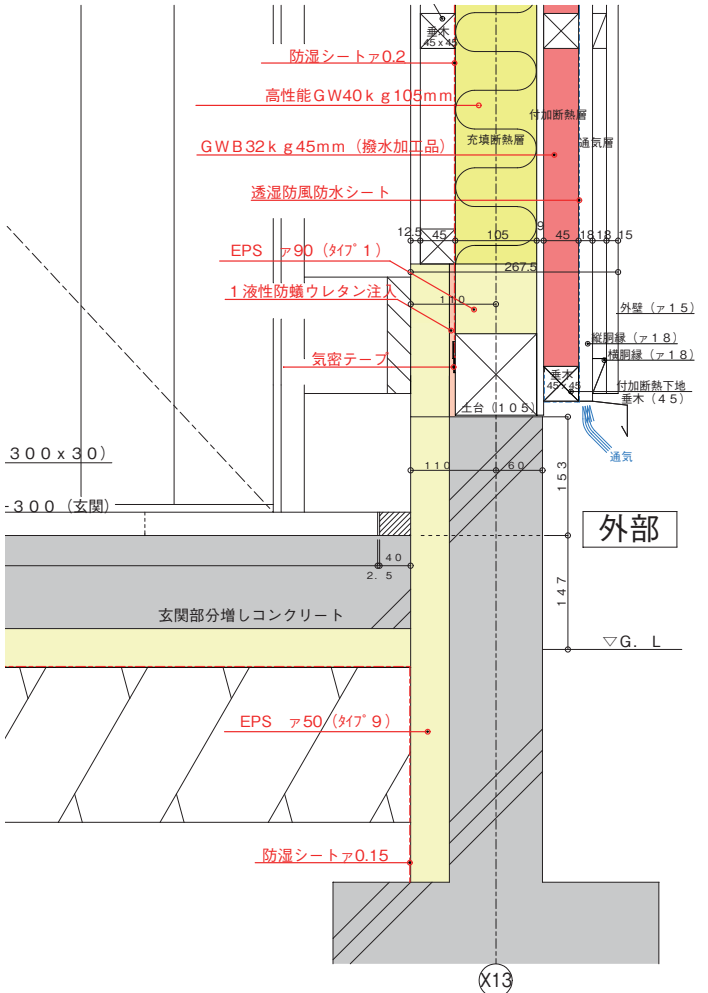 垂木
45x45
防湿シートァ0.2
高性能GW40kg105mm
付加断熱層
充填断熱層
通気層
GWB32kg45mm（撥水加工品）
透湿防風防水シート
12.5
45
105
9
45
18
18
15
EPS ァ90（ﾀｲﾌﾟ1）
267.5
1液性防蟻ウレタン注入
110
外壁（ァ15）
縦胴縁（ァ18）
横胴縁（ァ18）
気密テープ
垂木
45x45
付加断熱下地
垂木（45）
土台（105）
300x30)
110
60
153
通気
-300（玄関）
外部
40
2.5
147
玄関部分増しコンクリート
▽G. L
EPS ァ50（ﾀｲﾌﾟ9）
防湿シートァ0.15
X13